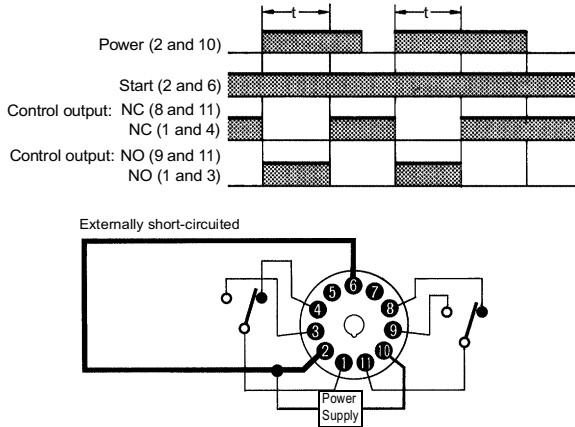 t t
Power (2 and 10)
Start (2 and 6)
Control output: NC (8 and 11)
NC (1 and 4)
Control output: NO (9 and 11)
NO (1 and 3)
Externally short-circuited
6
5 7
4 8
3 9
2 10
1 11
Power
Supply